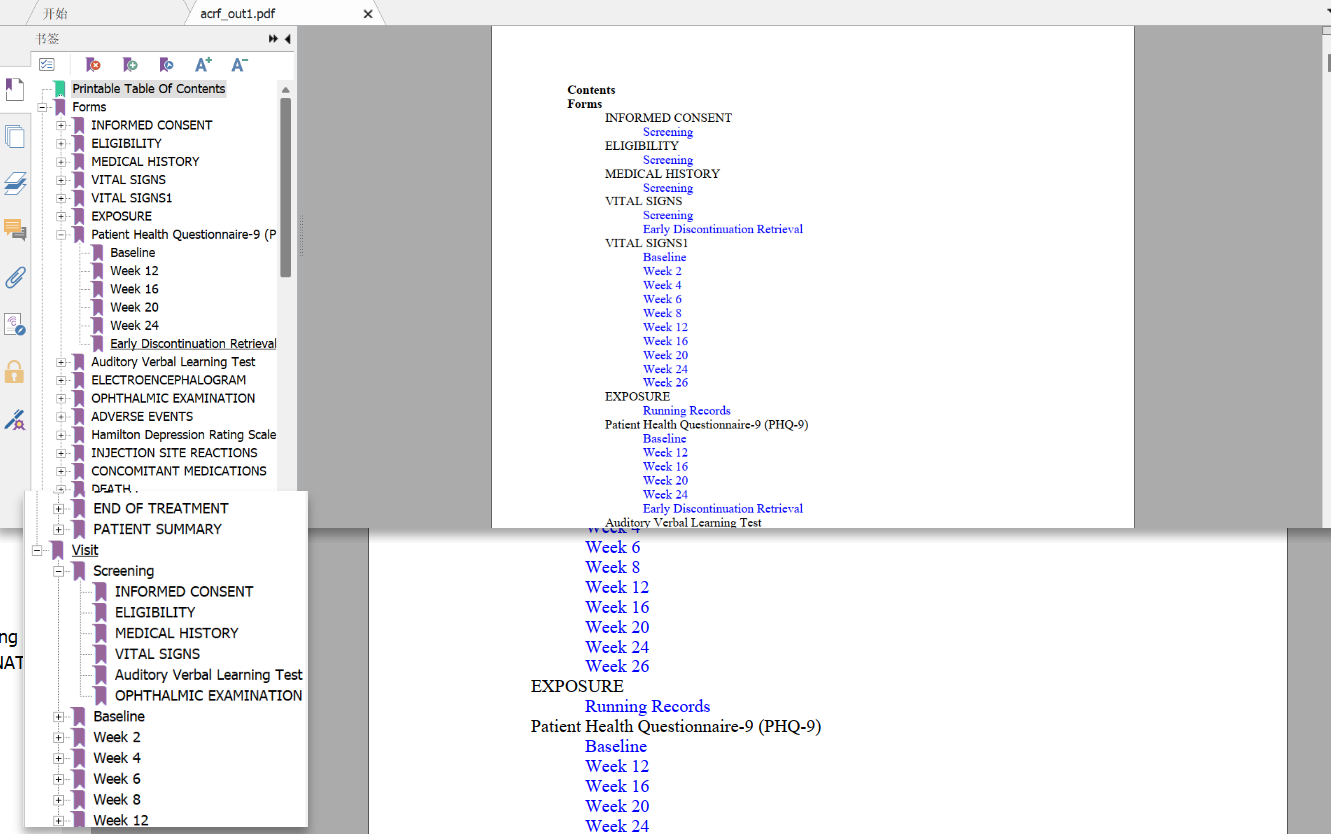 开始
acrf_out1.pdf
书签
Printable Table Of Contents
Forms
INFORMED CONSENT
ELIGIBILITY
MEDICAL HISTORY
VITAL SIGNS
VITAL SIGNS1
EXPOSURE
Patient Health Questionnaire-9 (P
Baseline
Week 12
Week 16
Week 20
Week 24
Early Discontinuation Retrieval
Auditory Verbal Learning Test
ELECTROENCEPHALOGRAM
OPHTHALMIC EXAMINATION
ADVERSE EVENTS
Hamilton Depression Rating Scale
INJECTION SITE REACTIONS
CONCOMITANT MEDICATIONS
DEATH
END OF TREATMENT
PATIENT SUMMARY
Visit
Screening
INFORMED CONSENT
ELIGIBILITY
MEDICAL HISTORY
VITAL SIGNS
Auditory Verbal Learning Test
OPHTHALMIC EXAMINATION
Baseline
Week 2
Week 4
Week 6
Week 8
Week 12
ng
NAT
Contents
Forms
INFORMED CONSENT
Screening
ELIGIBILITY
Screening
MEDICAL HISTORY
Screening
VITAL SIGNS
Screening
Early Discontinuation Retrieval
VITAL SIGNS1
Baseline
Week 2
Week 4
Week 6
Week 8
Week 12
Week 16
Week 20
Week 24
Week 26
EXPOSURE
Running Records
Patient Health Questionnaire-9 (PHQ-9)
Baseline
Week 12
Week 16
Week 20
Week 24
Early Discontinuation Retrieval
Auditory Verbal Learning Test
Week 4
Week 6
Week 8
Week 12
Week 16
Week 20
Week 24
Week 26
EXPOSURE
Running Records
Patient Health Questionnaire-9 (PHQ-9)
Baseline
Week 12
Week 16
Week 20
Week 24